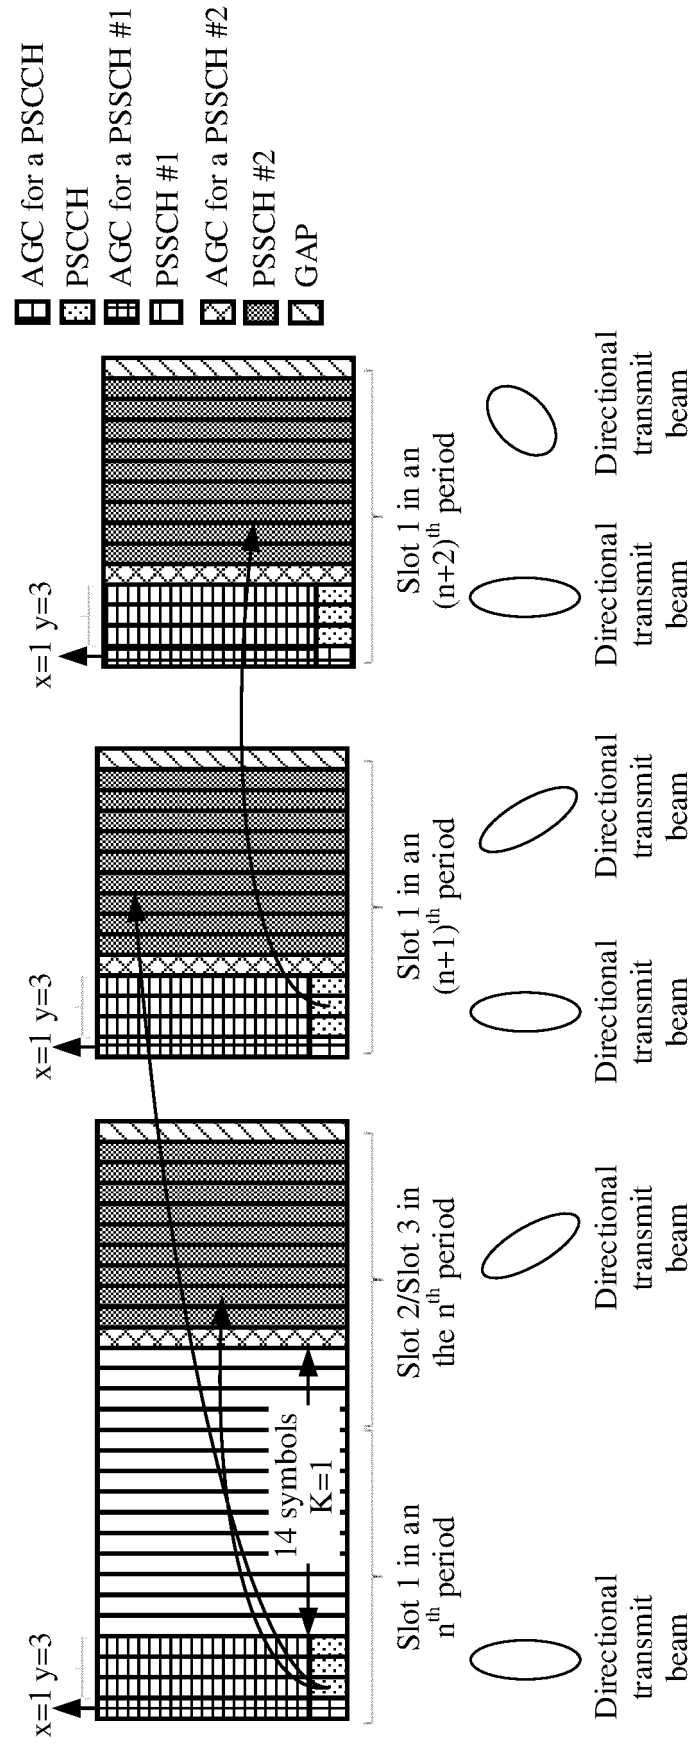 AGC for a PSCCH
PSCCH
AGC for a PSSCH #1
PSSCH #1
AGC for a PSSCH #2
PSSCH #2
GAP
x=1 y=3
x=1 y=3
x=1 y=3
14 symbols
K=1
Slot 1 in an
nth period
Slot 2/Slot 3 in
the nth period
Slot 1 in an
(n+1)th period
Slot 1 in an
(n+2)th period
Directional
transmit
beam
Directional
transmit
beam
Directional
transmit
beam
Directional
transmit
beam
Directional
transmit
beam
Directional
transmit
beam